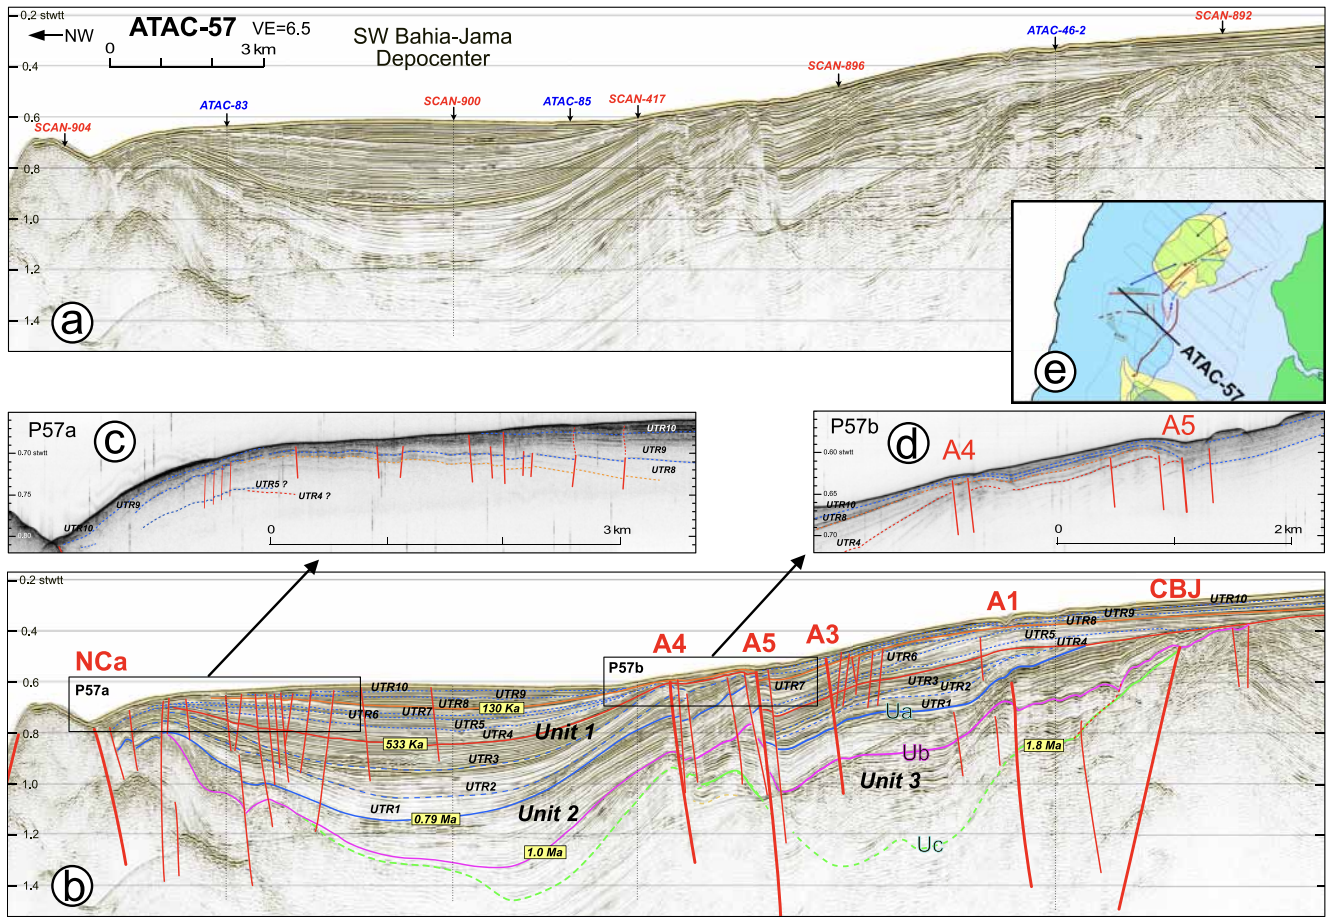 0.2 stwtt
NW
ATAC-57
VE=6.5
0
3 km
SW Bahia-Jama
Depocenter
SCAN-892
ATAC-46-2
SCAN-896
SCAN-904
ATAC-83
SCAN-900
ATAC-85
SCAN-417
0.4
0.6
0.8
1.0
1.2
1.4
a
e
ATAC-57
P57a
c
0.70 stwtt
0.75
0.80
UTR10
UTR9
UTR8
UTR5 ?
UTR4 ?
UTR9
UTR10
0
3 km
P57b
d
A4
A5
0.60
0.65
0.70
UTR10
UTR8
UTR4
0
2 km
0.2 stwtt
0.4
0.6
0.8
1.0
1.2
1.4
b
NCa
P57a
P57b
A4
A5
A3
A1
CBJ
UTR10
UTR9
UTR8
UTR7
UTR6
UTR5
UTR4
UTR3
UTR2
UTR1
130 Ka
533 Ka
0.79 Ma
1.0 Ma
Unit 1
Unit 2
Unit 3
UTR10
UTR9
UTR8
UTR5
UTR4
UTR6
UTR3
UTR2
UTR7
UTR1
Ua
Ub
Uc
1.8 Ma